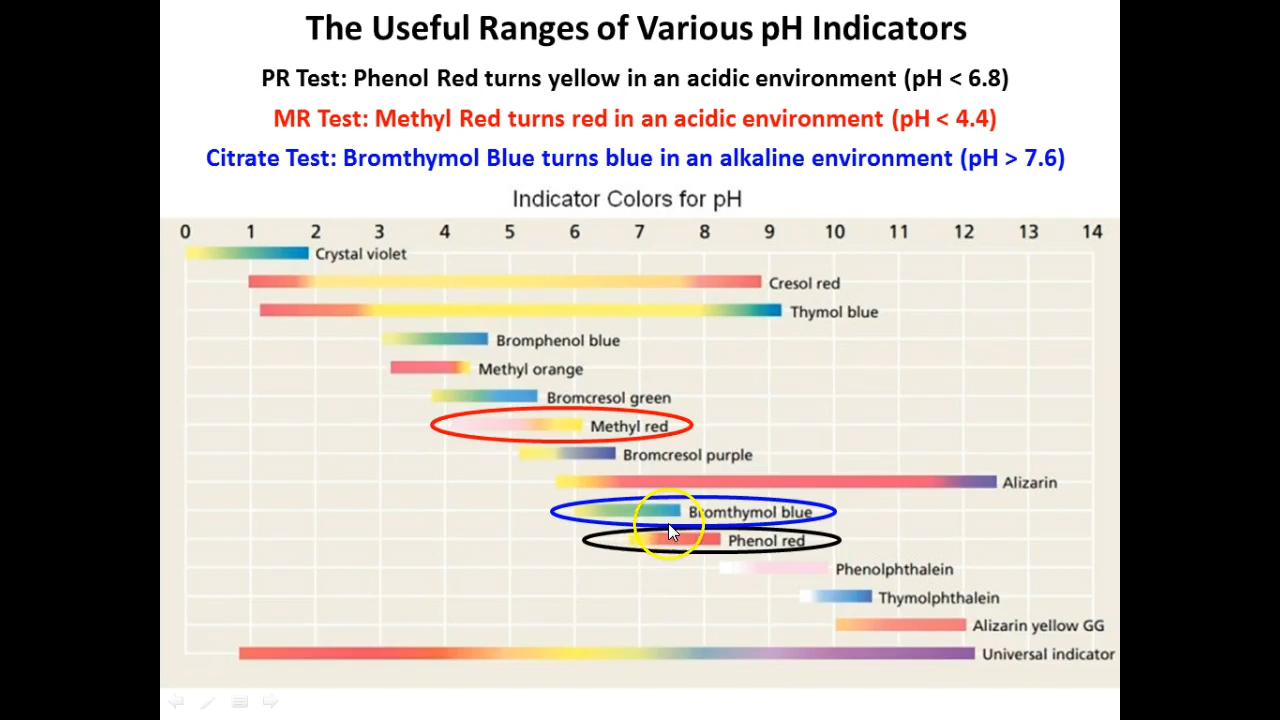 The Useful Ranges of Various pH Indicators
PR Test: Phenol Red turns yellow in an acidic environment (pH < 6.8)
MR Test: Methyl Red turns red in an acidic environment (pH < 4.4)
Citrate Test: Bromthymol Blue turns blue in an alkaline environment (pH > 7.6)
Indicator Colors for pH
0 1 2 3 4 5 6 7 8 9 10 11 12 13 14
Crystal violet
Cresol red
Thymol blue
Bromphenol blue
Methyl orange
Bromcresol green
Methyl red
Bromcresol purple
Alizarin
Bromthymol blue
Phenol red
Phenolphthalein
Thymolphthalein
Alizarin yellow GG
Universal indicator